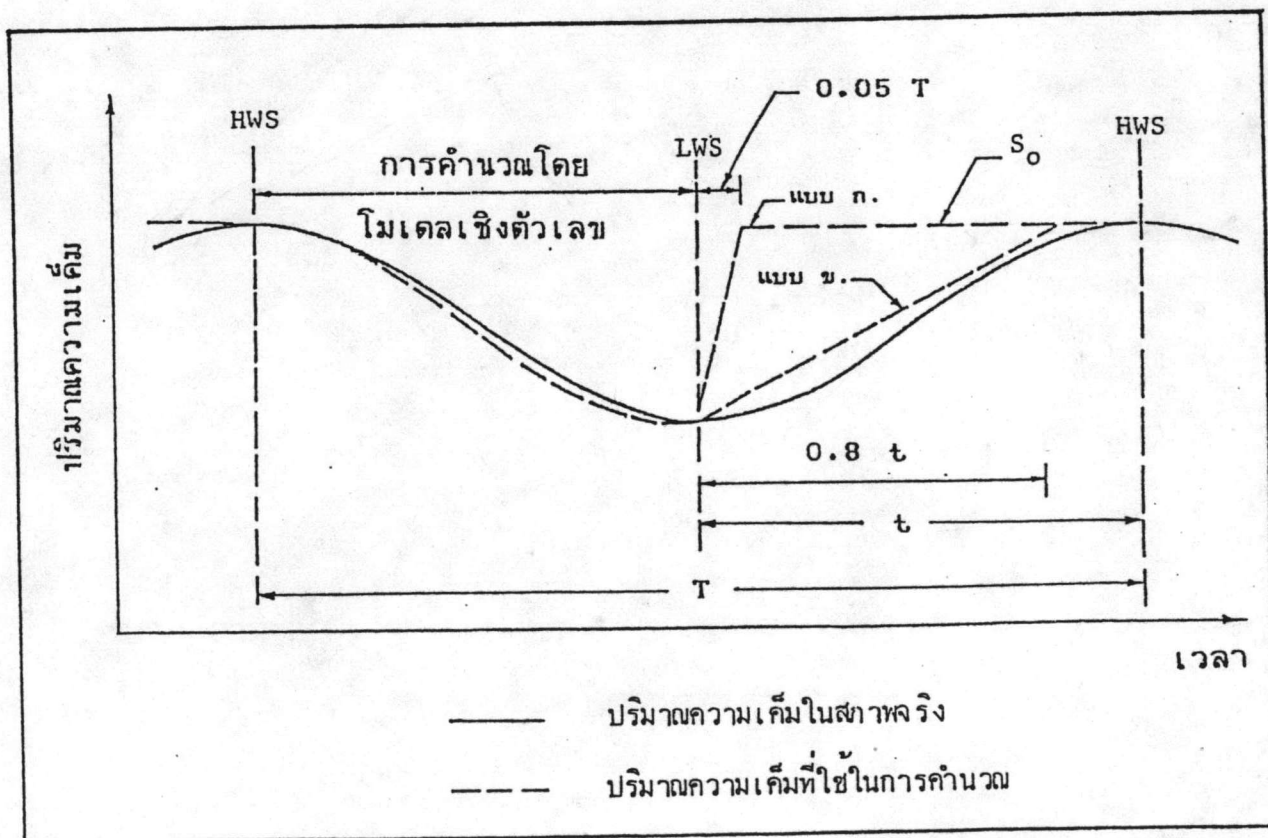 0.05 T
HWS
LWS
HWS
S₀
การคำนวณโดย
โมเดลเชิงตัวเลข
แบบ ก.
แบบ ข.
ปริมาณความเค็ม
0.8 t
t
T
เวลา
ปริมาณความเค็มในสภาพจริง
ปริมาณความเค็มที่ใช้ในการคำนวณ